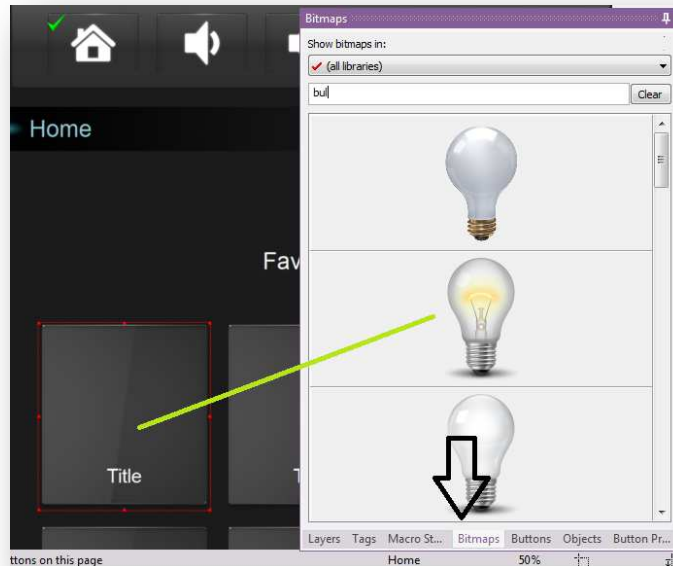 Bitmaps
Show bitmaps in:
(all libraries)
bul
Clear
Home
Fav
Title
T
Layers Tags Macro St... Bitmaps Buttons Objects Button Pr...
ttons on this page Home 50%